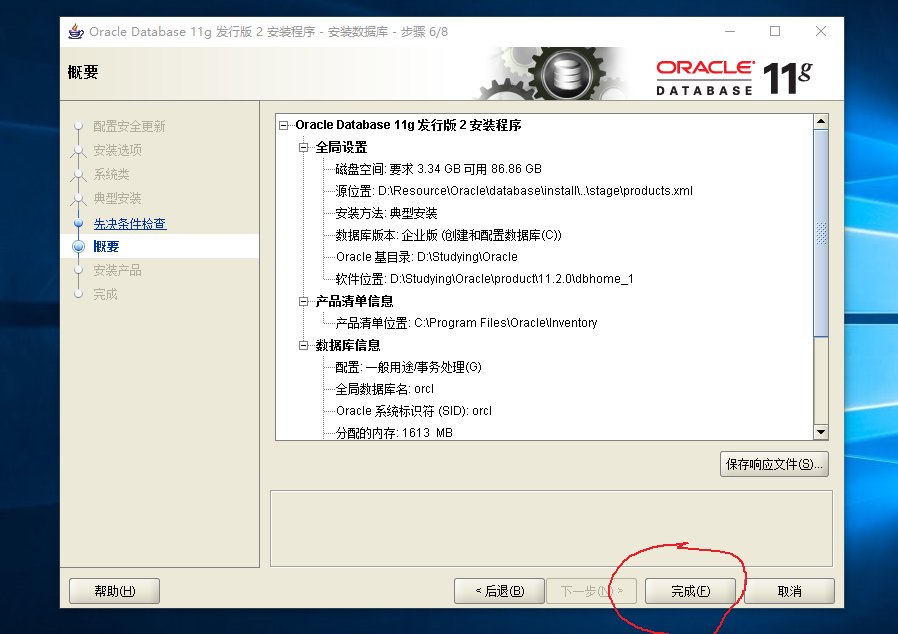 Oracle Database 11g 发行版 2 安装程序 - 安装数据库 - 步骤 6/8
概要
ORACLE
DATABASE
11g
配置安全更新
安装选项
系统类
典型安装
先决条件检查
概要
安装产品
完成
Oracle Database 11g 发行版 2 安装程序
全局设置
磁盘空间: 要求 3.34 GB 可用 86.86 GB
源位置: D:\Resource\Oracle\database\install\..\stage\products.xml
安装方法: 典型安装
数据库版本: 企业版 (创建和配置数据库(C))
Oracle 基目录: D:\Studying\Oracle
软件位置: D:\Studying\Oracle\product\11.2.0\dbhome_1
产品清单信息
产品清单位置: C:\Program Files\Oracle\Inventory
数据库信息
配置: 一般用途/事务处理(G)
全局数据库名: orcl
Oracle 系统标识符 (SID): orcl
分配的内存: 1613 MB
保存响应文件(S)...
帮助(H)
< 后退(B)
下一步(N) >
完成(F)
取消